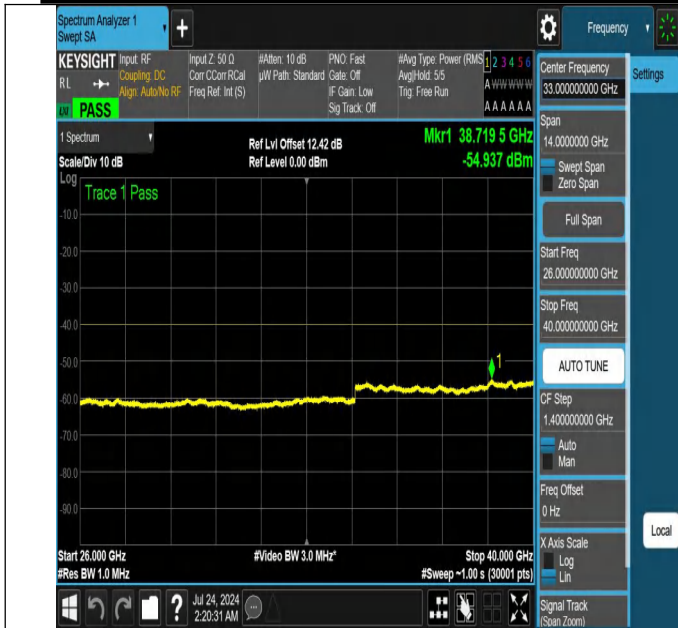 Spectrum Analyzer 1
Swept SA
+
Frequency
KEYSIGHT
RL
LXI
PASS
Input: RF
Coupling: DC
Align: Auto/No RF
Input Z: 50 Ω
Corr CCorr RCal
Freq Ref: Int (S)
#Atten: 10 dB
µW Path: Standard
PNO: Fast
Gate: Off
IF Gain: Low
Sig Track: Off
#Avg Type: Power (RMS
Avg|Hold: 5/5
Trig: Free Run
1 2 3 4 5 6
A W W W W W
A A A A A A
1 Spectrum
Scale/Div 10 dB
Ref Lvl Offset 12.42 dB
Ref Level 0.00 dBm
Mkr1 38.719 5 GHz
-54.937 dBm
Log
Trace 1 Pass
-10.0
-20.0
-30.0
-40.0
-50.0
-60.0
-70.0
-80.0
-90.0
1
Start 26.000 GHz
#Res BW 1.0 MHz
#Video BW 3.0 MHz*
Stop 40.000 GHz
#Sweep ~1.00 s (30001 pts)
Center Frequency
33.000000000 GHz
Settings
Span
14.0000000 GHz
Swept Span
Zero Span
Full Span
Start Freq
26.000000000 GHz
Stop Freq
40.000000000 GHz
AUTO TUNE
CF Step
1.400000000 GHz
Auto
Man
Freq Offset
0 Hz
X Axis Scale
Log
Lin
Local
Signal Track
(Span Zoom)
?
Jul 24, 2024
2:20:31 AM